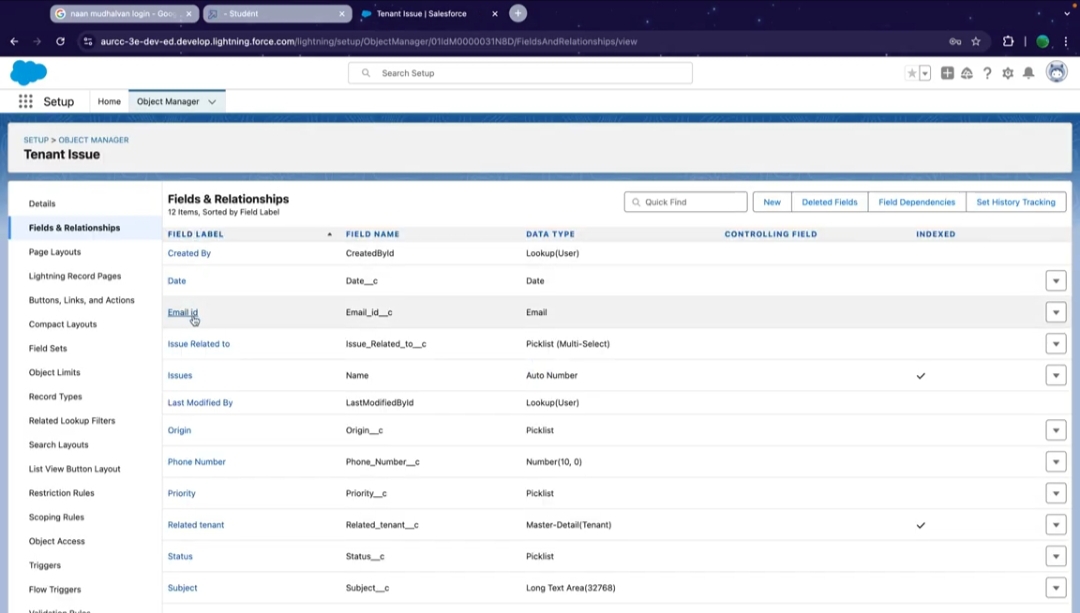 naan mudhalvan login - Goo
- Student
Tenant Issue | Salesforce
aurcc-3e-dev-ed.develop.lightning.force.com/lightning/setup/ObjectManager/01IdM0000031N8D/FieldsAndRelationships/view
Search Setup
Setup
Home
Object Manager
SETUP > OBJECT MANAGER
Tenant Issue
Details
Fields & Relationships
Page Layouts
Lightning Record Pages
Buttons, Links, and Actions
Compact Layouts
Field Sets
Object Limits
Record Types
Related Lookup Filters
Search Layouts
List View Button Layout
Restriction Rules
Scoping Rules
Object Access
Triggers
Flow Triggers
Validation Rules
Fields & Relationships
12 Items, Sorted by Field Label
Quick Find
New
Deleted Fields
Field Dependencies
Set History Tracking
FIELD LABEL FIELD NAME DATA TYPE CONTROLLING FIELD INDEXED
Created By CreatedById Lookup(User)
Date Date__c Date
Email id Email_id__c Email
Issue Related to Issue_Related_to__c Picklist (Multi-Select)
Issues Name Auto Number
Last Modified By LastModifiedById Lookup(User)
Origin Origin__c Picklist
Phone Number Phone_Number__c Number(10, 0)
Priority Priority__c Picklist
Related tenant Related_tenant__c Master-Detail(Tenant)
Status Status__c Picklist
Subject Subject__c Long Text Area(32768)